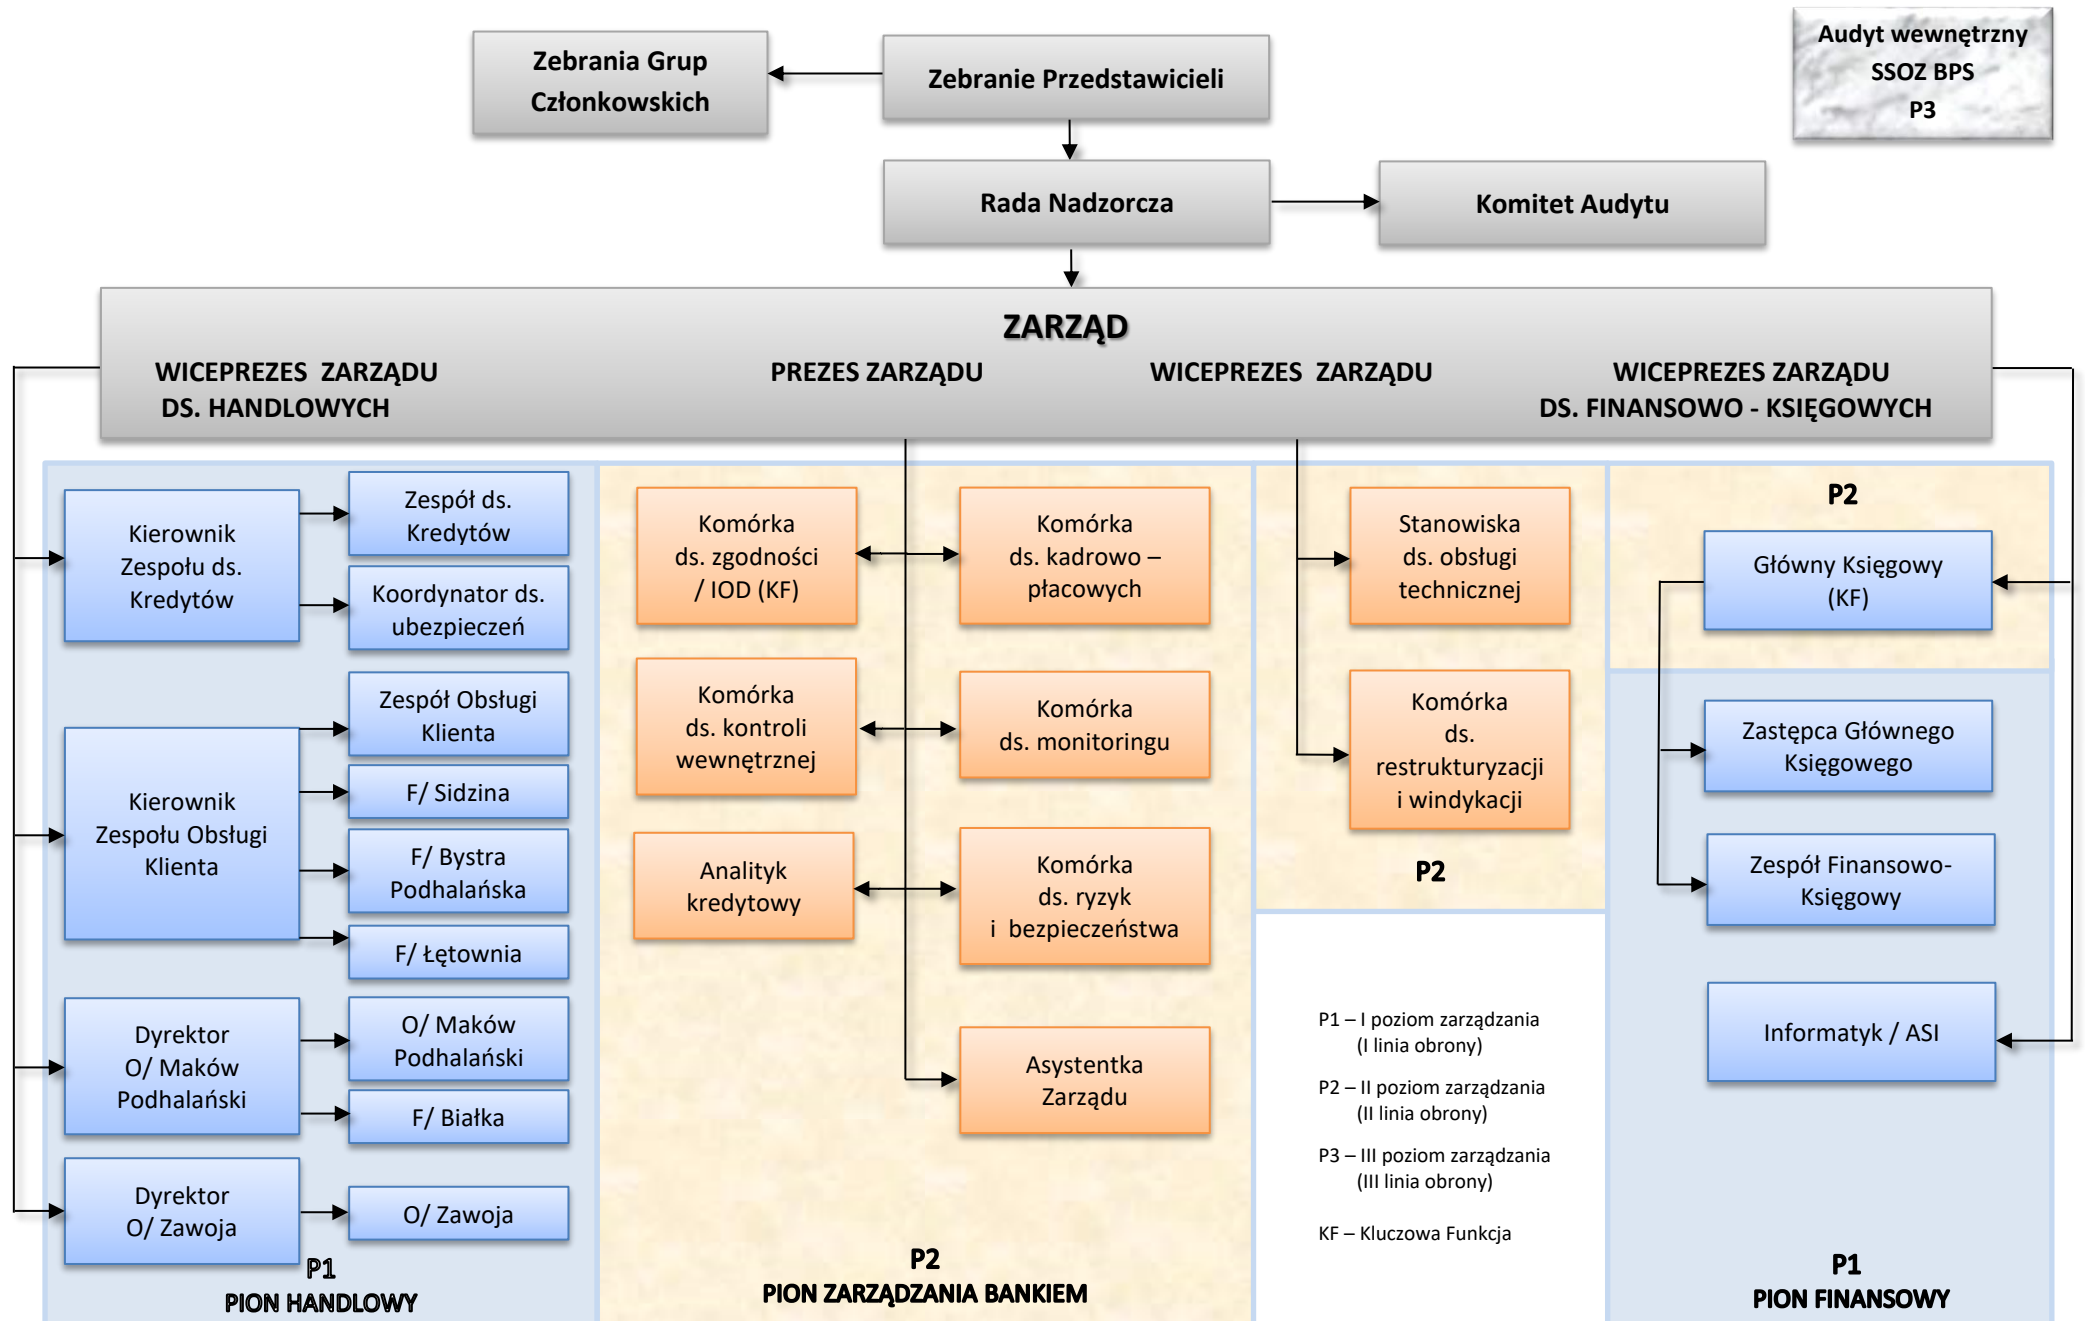 Zebrania Grup
Członkowskich
Zebranie Przedstawicieli
Audyt wewnętrzny
SSOZ BPS
P3
Rada Nadzorcza
Komitet Audytu
ZARZĄD
WICEPREZES ZARZĄDU
DS. HANDLOWYCH
PREZES ZARZĄDU
WICEPREZES ZARZĄDU
WICEPREZES ZARZĄDU
DS. FINANSOWO - KSIĘGOWYCH
Kierownik
Zespołu ds.
Kredytów
Zespół ds.
Kredytów
Koordynator ds.
ubezpieczeń
Kierownik
Zespołu Obsługi
Klienta
Zespół Obsługi
Klienta
F/ Sidzina
F/ Bystra
Podhalańska
F/ Łętownia
Dyrektor
O/ Maków
Podhalański
O/ Maków
Podhalański
F/ Białka
Dyrektor
O/ Zawoja
O/ Zawoja
P1
PION HANDLOWY
Komórka
ds. zgodności
/ IOD (KF)
Komórka
ds. kadrowo –
płacowych
Komórka
ds. kontroli
wewnętrznej
Komórka
ds. monitoringu
Analityk
kredytowy
Komórka
ds. ryzyk
i bezpieczeństwa
Asystentka
Zarządu
P2
PION ZARZĄDZANIA BANKIEM
Stanowiska
ds. obsługi
technicznej
Komórka
ds.
restrukturyzacji
i windykacji
P2
P1 – I poziom zarządzania
(I linia obrony)
P2 – II poziom zarządzania
(II linia obrony)
P3 – III poziom zarządzania
(III linia obrony)
KF – Kluczowa Funkcja
P2
Główny Księgowy
(KF)
Zastępca Głównego
Księgowego
Zespół Finansowo-
Księgowy
Informatyk / ASI
P1
PION FINANSOWY